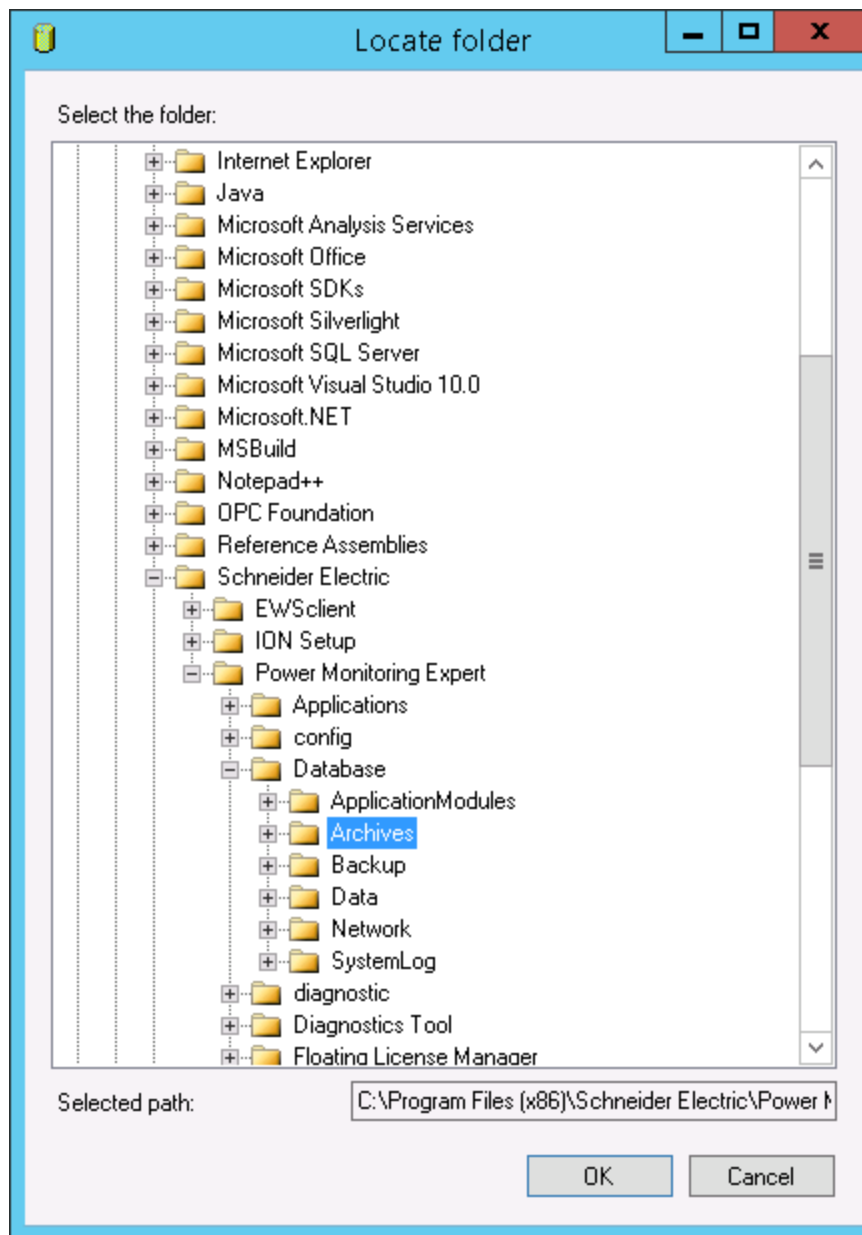 Locate folder
Select the folder:
Internet Explorer
Java
Microsoft Analysis Services
Microsoft Office
Microsoft SDKs
Microsoft Silverlight
Microsoft SQL Server
Microsoft Visual Studio 10.0
Microsoft.NET
MSBuild
Notepad++
OPC Foundation
Reference Assemblies
Schneider Electric
EWSclient
ION Setup
Power Monitoring Expert
Applications
config
Database
ApplicationModules
Archives
Backup
Data
Network
SystemLog
diagnostic
Diagnostics Tool
Floating License Manager
Selected path: C:\Program Files (x86)\Schneider Electric\Power
OK Cancel